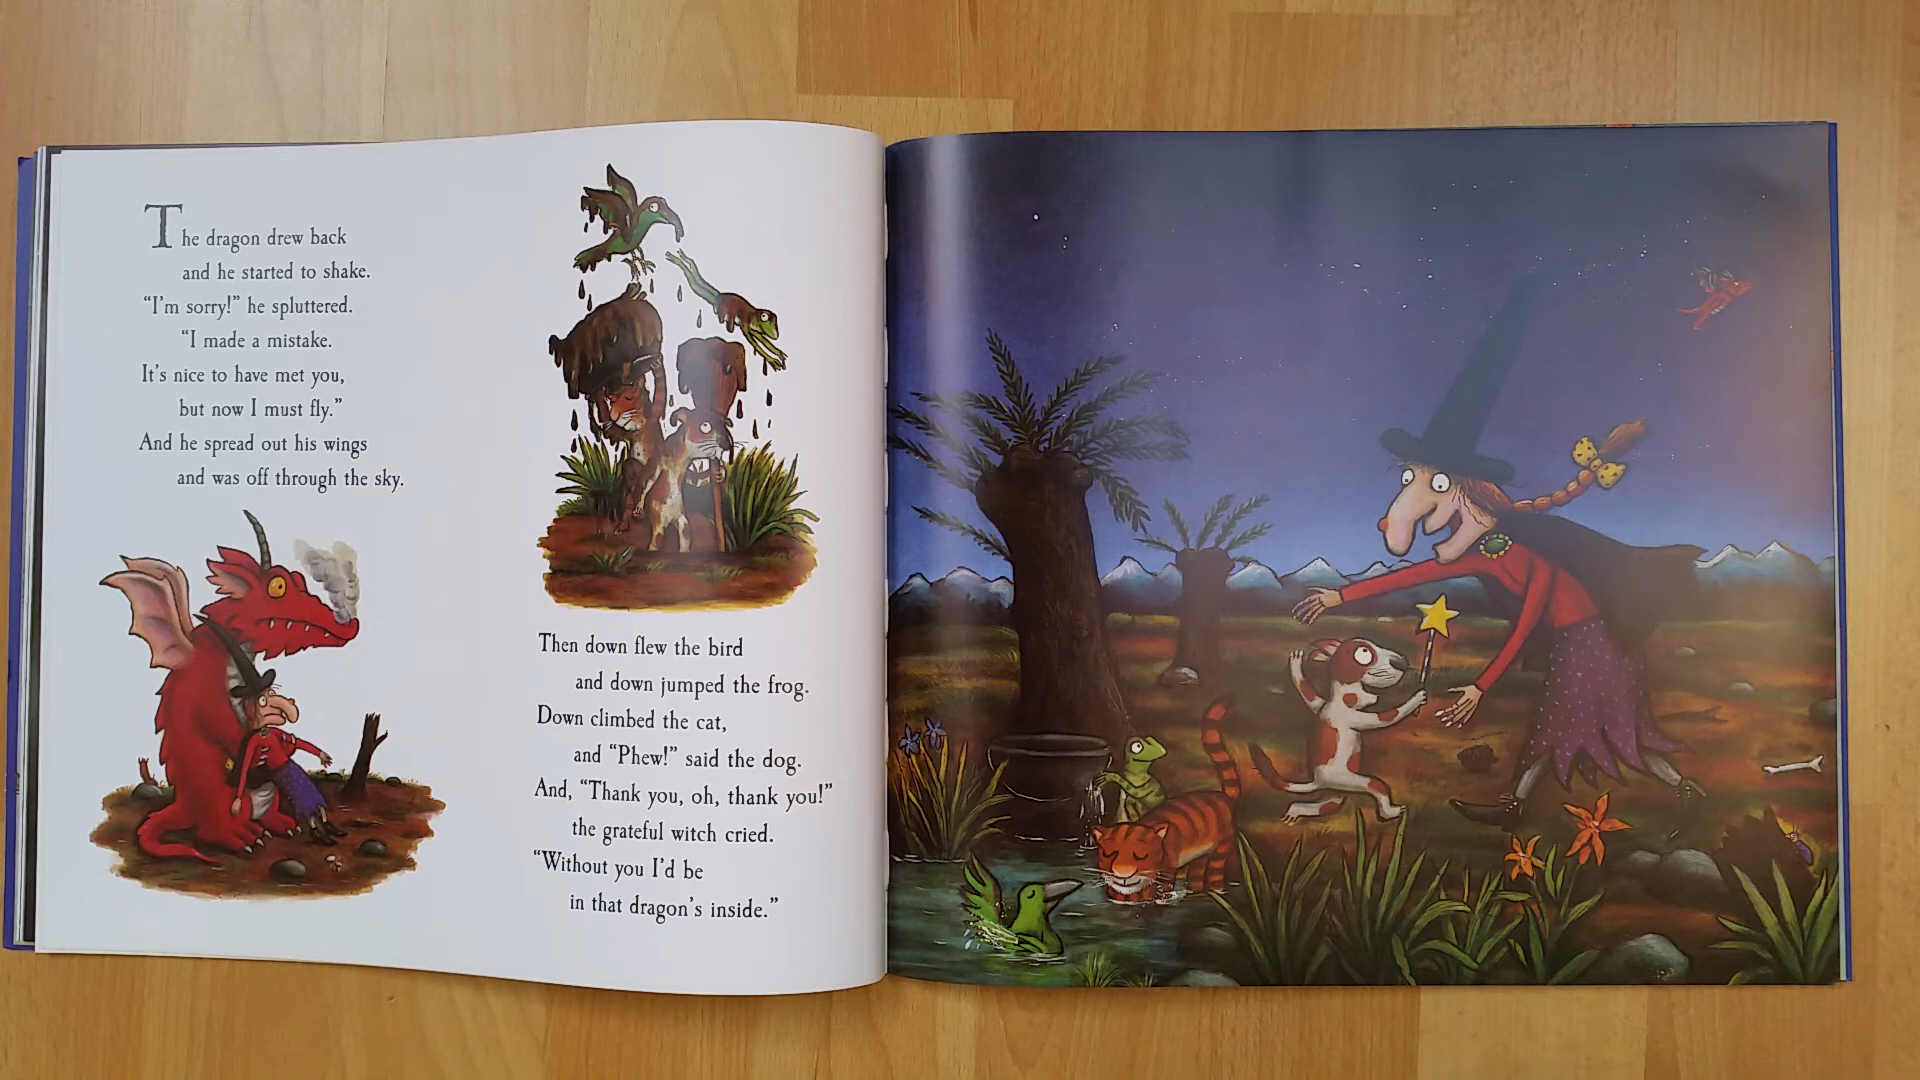 The dragon drew back
and he started to shake.
“I’m sorry!” he spluttered.
“I made a mistake.
It’s nice to have met you,
but now I must fly.”
And he spread out his wings
and was off through the sky.
Then down flew the bird
and down jumped the frog.
Down climbed the cat,
and “Phew!” said the dog.
And, “Thank you, oh, thank you!”
the grateful witch cried.
“Without you I’d be
in that dragon’s inside.”